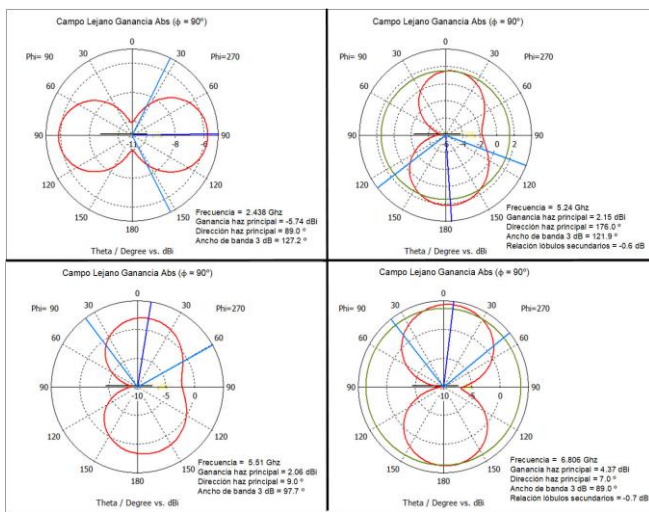 Campo Lejano Ganancia Abs (ϕ = 90º)
0
30 30
Phi= 90 Phi=270
60 60
90 -11 -8 -6 90
120 120
150 150
180
Frecuencia = 2.438 Ghz
Ganancia haz principal = -5.74 dBi
Dirección haz principal = 89.0 º
Ancho de banda 3 dB = 127.2 º
Theta / Degree vs. dBi
Campo Lejano Ganancia Abs (ϕ = 90º)
0
30 30
Phi= 90 Phi=270
60 60
90 -6 -4 -2 0 2 90
120 120
150 150
180
Frecuencia = 5.24 Ghz
Ganancia haz principal = 2.15 dBi
Dirección haz principal = 176.0 º
Ancho de banda 3 dB = 121.9 º
Relación lóbulos secundarios = -0.6 dB
Theta / Degree vs. dBi
Campo Lejano Ganancia Abs (ϕ = 90º)
0
30 30
Phi= 90 Phi=270
60 60
90 -10 -5 0 90
120 120
150 150
180
Frecuencia = 5.51 Ghz
Ganancia haz principal = 2.06 dBi
Dirección haz principal = 9.0 º
Ancho de banda 3 dB = 97.7 º
Theta / Degree vs. dBi
Campo Lejano Ganancia Abs (ϕ = 90º)
0
30 30
Phi= 90 Phi=270
60 60
90 -10 -5 0 90
120 120
150 150
180
Frecuencia = 6.806 Ghz
Ganancia haz principal = 4.37 dBi
Dirección haz principal = 7.0 º
Ancho de banda 3 dB = 89.0 º
Relación lóbulos secundarios = -0.7 dB
Theta / Degree vs. dBi